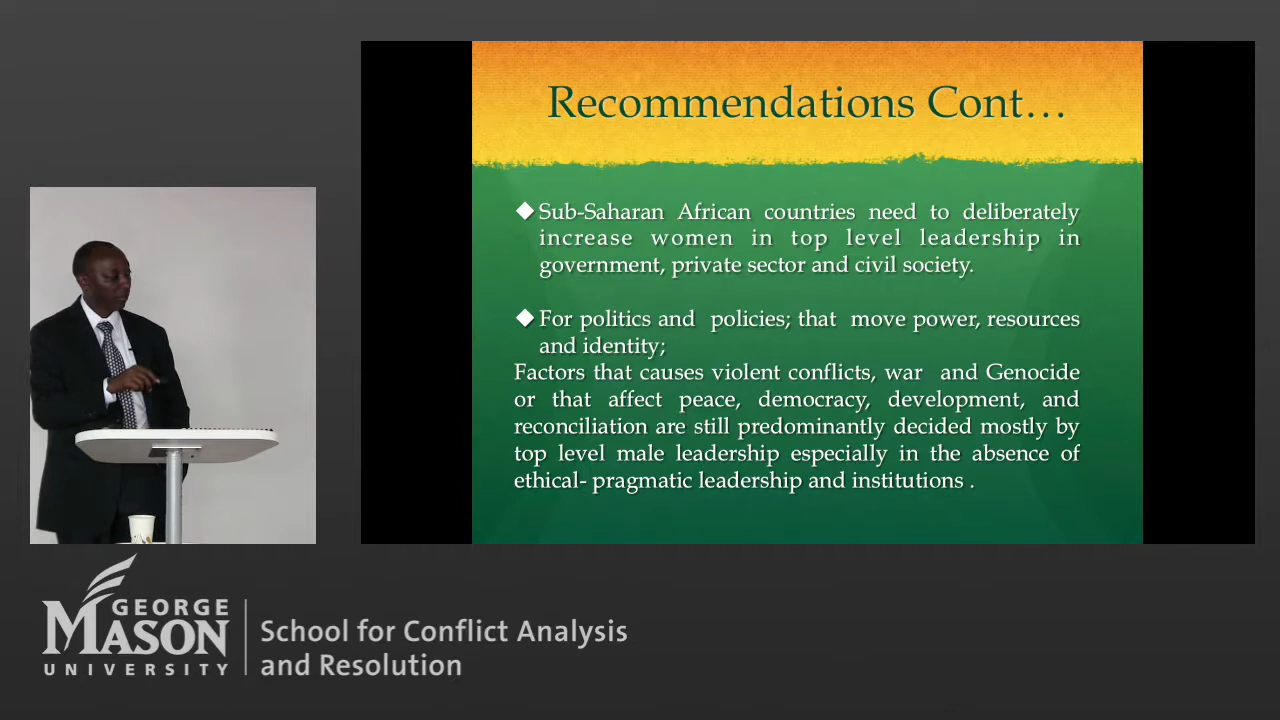 Recommendations Cont…
◆Sub-Saharan African countries need to deliberately
increase women in top level leadership in
government, private sector and civil society.
◆For politics and policies; that move power, resources
and identity;
Factors that causes violent conflicts, war and Genocide
or that affect peace, democracy, development, and
reconciliation are still predominantly decided mostly by
top level male leadership especially in the absence of
ethical- pragmatic leadership and institutions .
GEORGE
MASON
UNIVERSITY
School for Conflict Analysis
and Resolution